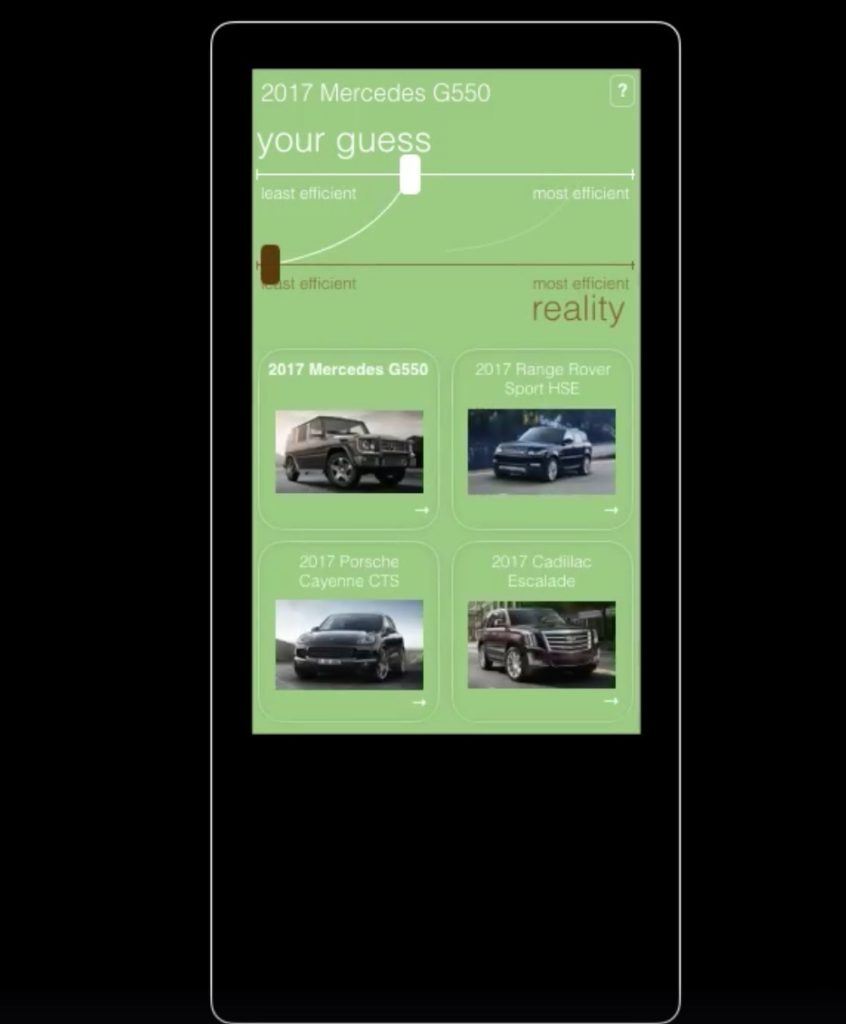 2017 Mercedes G550
?
your guess
least efficient
most efficient
least efficient
most efficient
reality
2017 Mercedes G550
2017 Range Rover
Sport HSE
→
→
2017 Porsche
Cayenne CTS
2017 Cadillac
Escalade
→
→